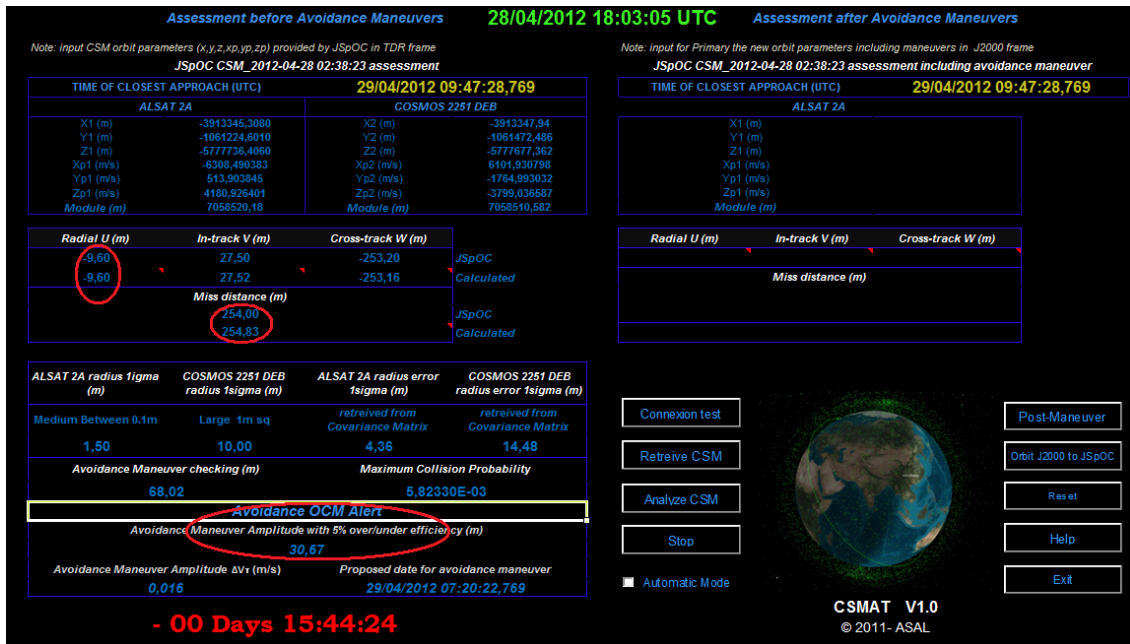 Assessment before Avoidance Maneuvers
28/04/2012 18:03:05 UTC
Assessment after Avoidance Maneuvers
Note: input CSM orbit parameters (x,y,z,xp,yp,zp) provided by JSpOC in TDR frame
JSpOC CSM_2012-04-28 02:38:23 assessment
TIME OF CLOSEST APPROACH (UTC) 29/04/2012 09:47:28,769
ALSAT 2A COSMOS 2251 DEB
X1 (m) -3913345,3080 X2 (m) -3913347,94
Y1 (m) -1061224,6010 Y2 (m) -1061472,486
Z1 (m) -5777736,4060 Z2 (m) -5777677,362
Xp1 (m/s) -6308,490383 Xp2 (m/s) 6101,930798
Yp1 (m/s) 513,903845 Yp2 (m/s) -1764,993032
Zp1 (m/s) 4180,926401 Zp2 (m/s) -3799,036587
Module (m) 7058520,18 Module (m) 7058510,582
Radial U (m) In-track V (m) Cross-track W (m)
-9,60 27,50 -253,20 JSpOC
-9,60 27,52 -253,16 Calculated
Miss distance (m)
254,00 JSpOC
254,83 Calculated
ALSAT 2A radius 1igma (m) COSMOS 2251 DEB radius 1sigma (m) ALSAT 2A radius error 1sigma (m) COSMOS 2251 DEB radius error 1sigma (m)
Medium Between 0.1m Large 1m sq retreived from Covariance Matrix retreived from Covariance Matrix
1,50 10,00 4,36 14,48
Avoidance Maneuver checking (m) Maximum Collision Probability
68,02 5,82330E-03
Avoidance OCM Alert
Avoidance Maneuver Amplitude with 5% over/under efficiency (m)
30,67
Avoidance Maneuver Amplitude ΔVτ (m/s) Proposed date for avoidance maneuver
0,016 29/04/2012 07:20:22,769
- 00 Days 15:44:24
Note: input for Primary the new orbit parameters including maneuvers in J2000 frame
JSpOC CSM_2012-04-28 02:38:23 assessment including avoidance maneuver
TIME OF CLOSEST APPROACH (UTC) 29/04/2012 09:47:28,769
ALSAT 2A
X1 (m)
Y1 (m)
Z1 (m)
Xp1 (m/s)
Yp1 (m/s)
Zp1 (m/s)
Module (m)
Radial U (m) In-track V (m) Cross-track W (m)
Miss distance (m)
Connexion test
Retreive CSM
Analyze CSM
Stop
Automatic Mode
Post-Maneuver
Orbit J2000 to JSpOC
Reset
Help
Exit
CSMAT V1.0
© 2011- ASAL